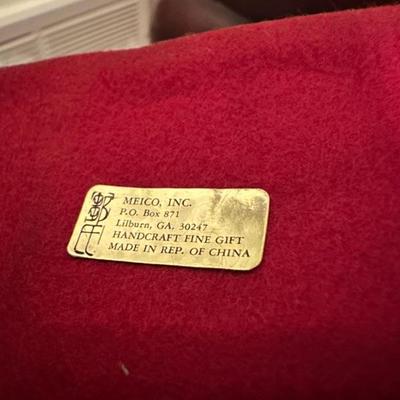 MEICO, INC.
P.O. Box 871
Lilburn, GA. 30247
HANDCRAFT FINE GIFT
MADE IN REP. OF CHINA